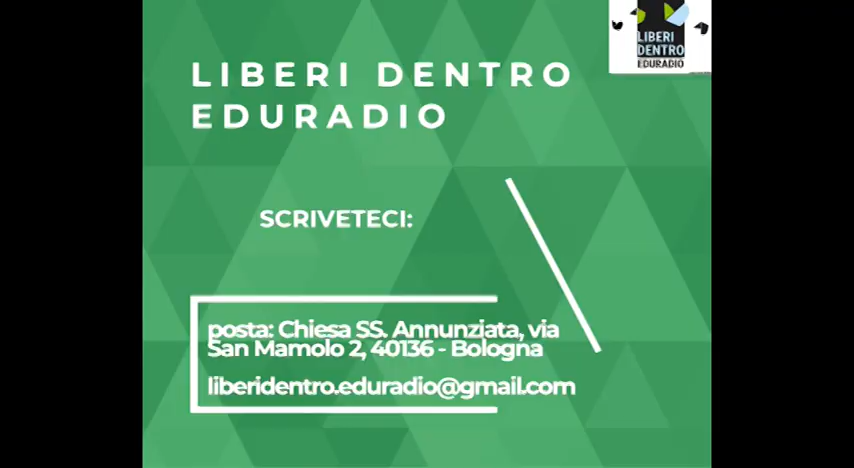 LIBERI
DENTRO
EDURADIO
LIBERI DENTRO
EDURADIO
SCRIVETECI:
posta: Chiesa SS. Annunziata, via
San Mamolo 2, 40136 - Bologna
liberidentro.eduradio@gmail.com